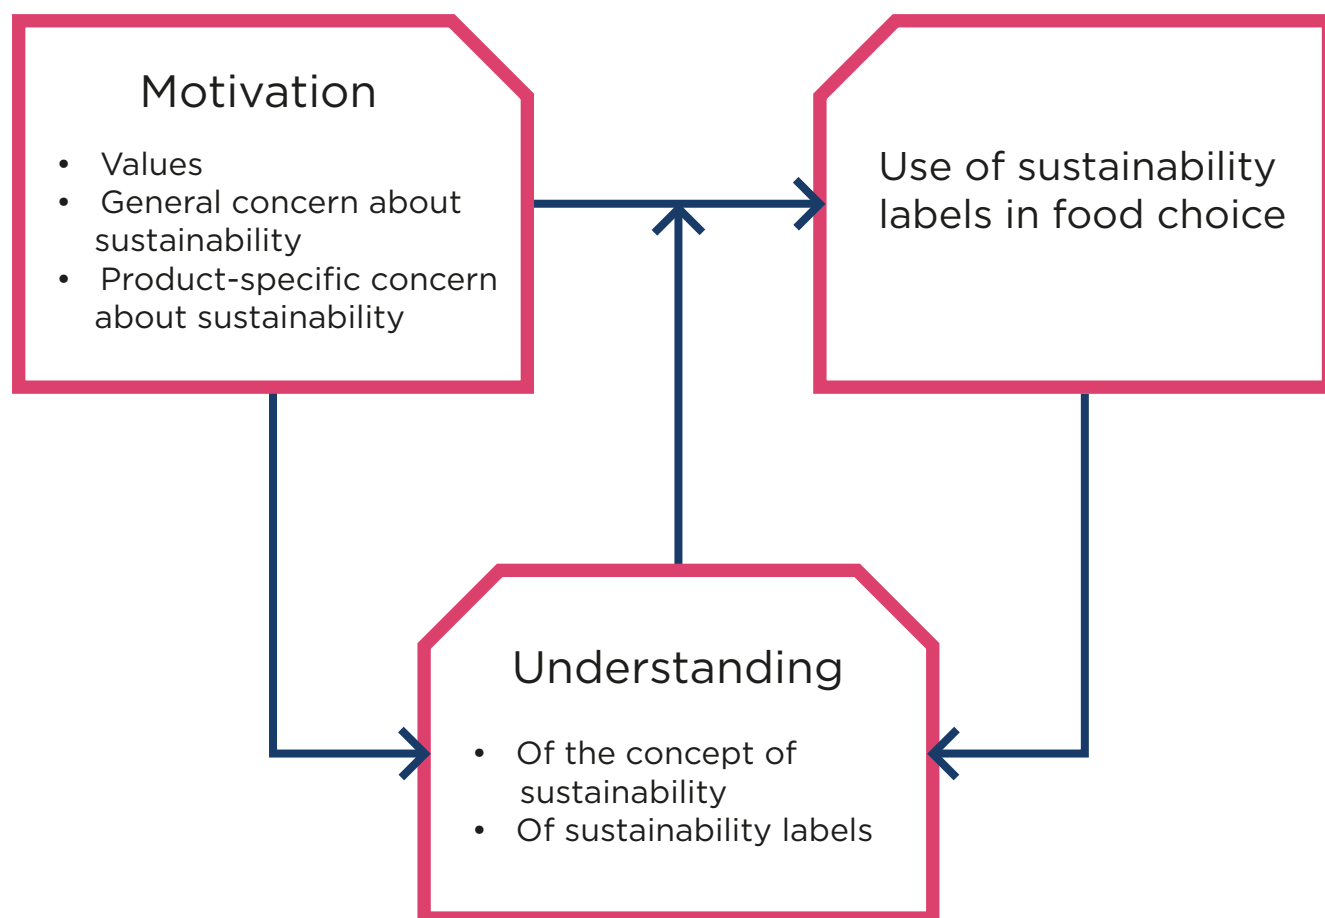 Motivation
• Values
• General concern about
sustainability
• Product-specific concern
about sustainability
Use of sustainability
labels in food choice
Understanding
• Of the concept of
sustainability
• Of sustainability labels